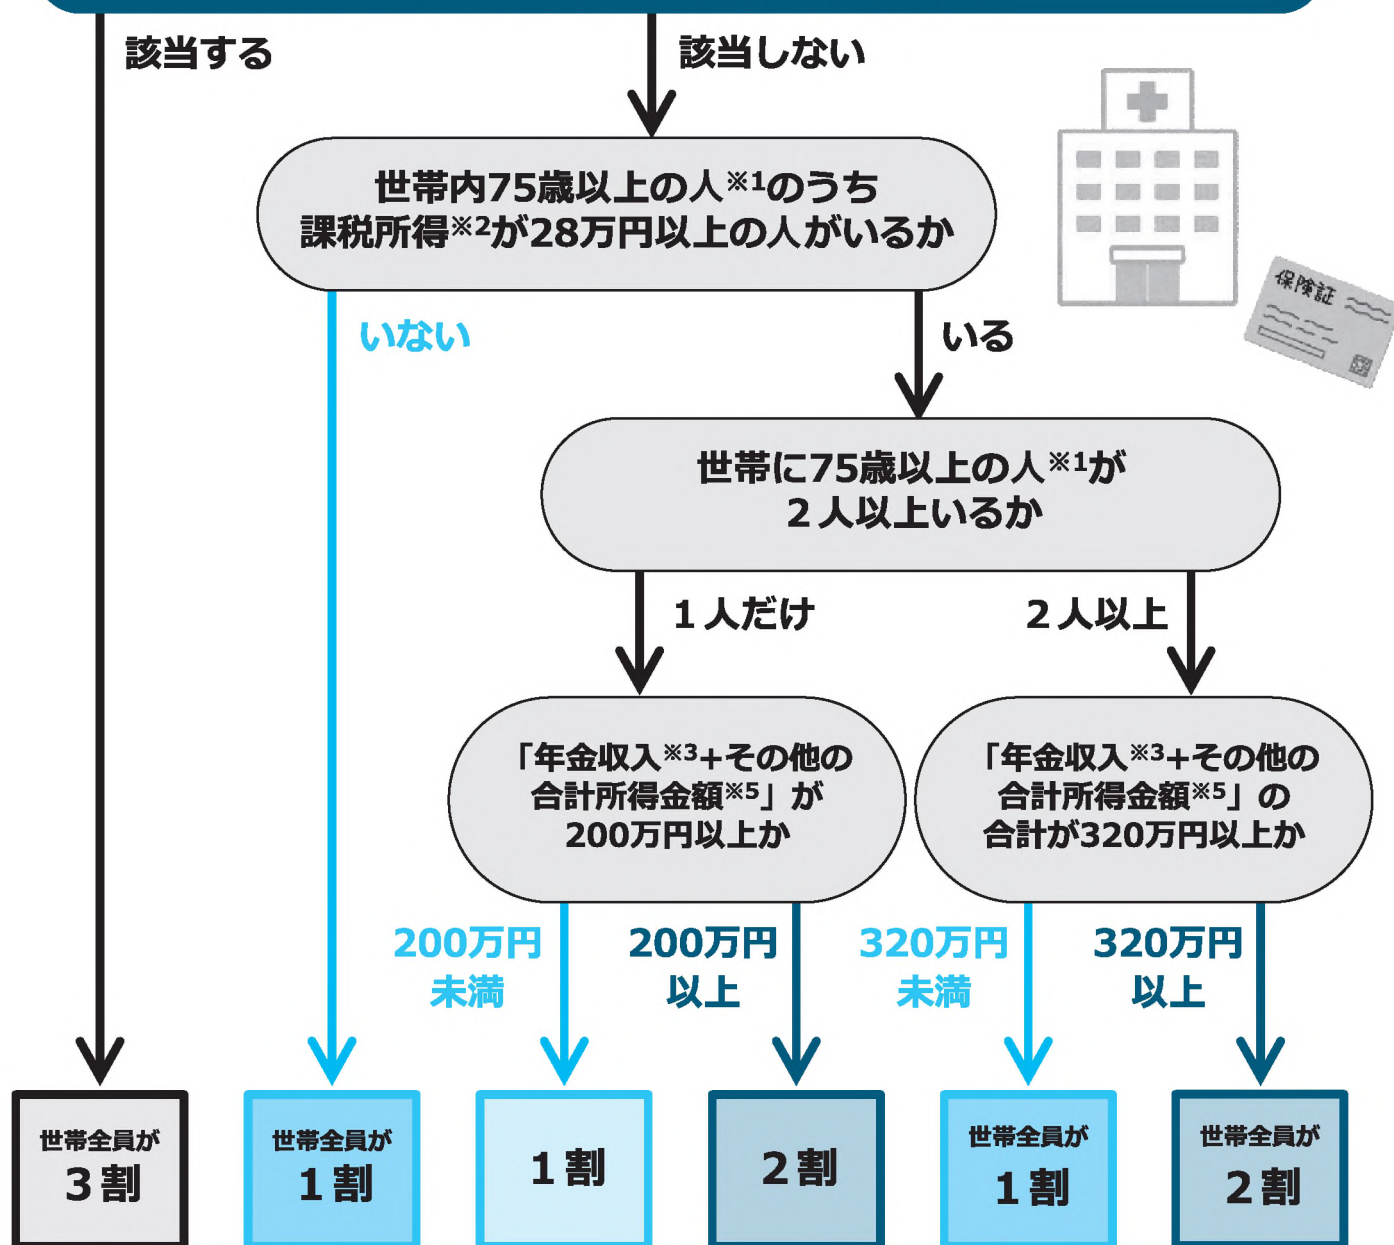 該当する
該当しない
世帯内75歳以上の人※1のうち
課税所得※2が28万円以上の人がいるか
保険証
いない
いる
世帯に75歳以上の人※1が
２人以上いるか
１人だけ
２人以上
「年金収入※3+その他の
合計所得金額※5」が
200万円以上か
「年金収入※3+その他の
合計所得金額※5」の
合計が320万円以上か
200万円
未満
200万円
以上
320万円
未満
320万円
以上
世帯全員が
３割
世帯全員が
１割
１割
２割
世帯全員が
１割
世帯全員が
２割